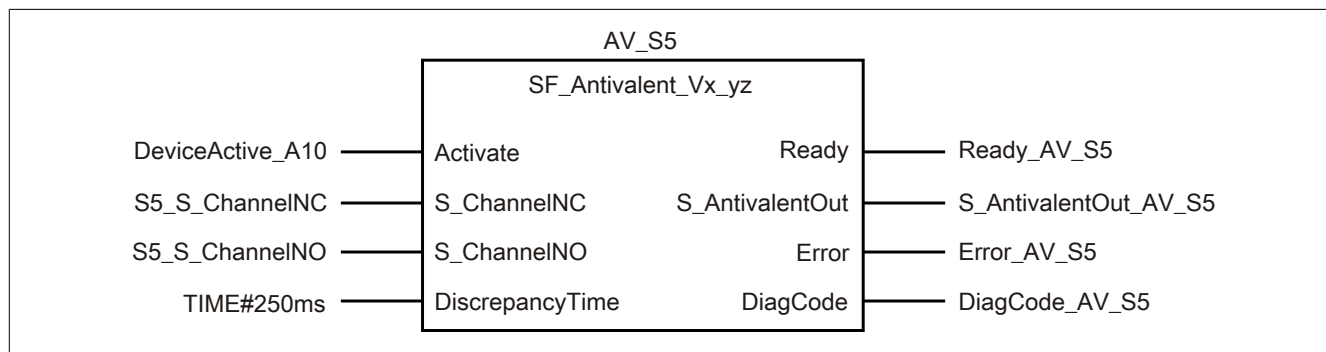 AV_S5
SF_Antivalent_Vx_yz
DeviceActive_A10 Activate Ready Ready_AV_S5
S5_S_ChannelNC S_ChannelNC S_AntivalentOut S_AntivalentOut_AV_S5
S5_S_ChannelNO S_ChannelNO Error Error_AV_S5
TIME#250ms DiscrepancyTime DiagCode DiagCode_AV_S5